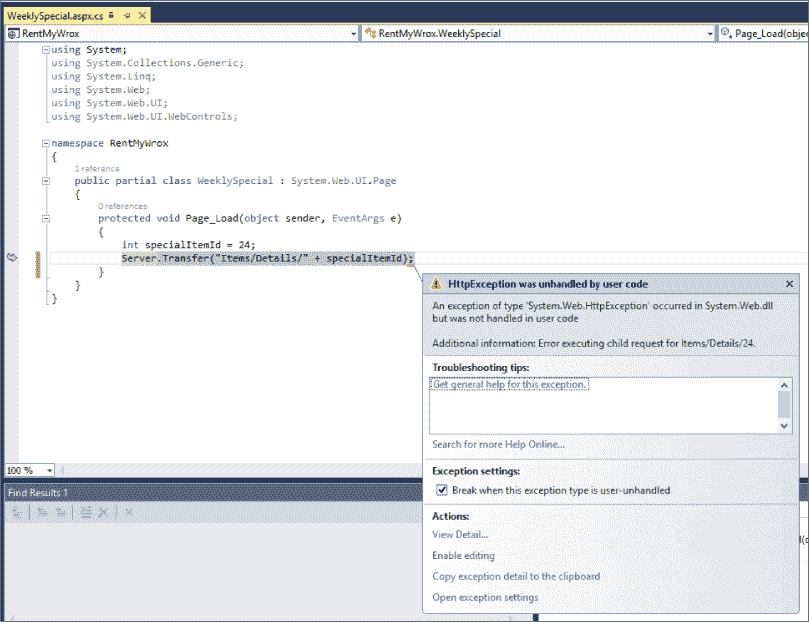 WeeklySpecial.aspx.cs
RentMyWrox
RentMyWrox.WeeklySpecial
Page_Load(obje
using System;
using System.Collections.Generic;
using System.Linq;
using System.Web;
using System.Web.UI;
using System.Web.UI.WebControls;
namespace RentMyWrox
{
1 reference
public partial class WeeklySpecial : System.Web.UI.Page
{
0 references
protected void Page_Load(object sender, EventArgs e)
{
int specialItemId = 24;
Server.Transfer("Items/Details/" + specialItemId);
}
}
}
HttpException was unhandled by user code
An exception of type 'System.Web.HttpException' occurred in System.Web.dll
but was not handled in user code
Additional information: Error executing child request for Items/Details/24.
Troubleshooting tips:
Get general help for this exception.
Search for more Help Online...
Exception settings:
Break when this exception type is user-unhandled
Actions:
View Detail...
Enable editing
Copy exception detail to the clipboard
Open exception settings
100 %
Find Results 1